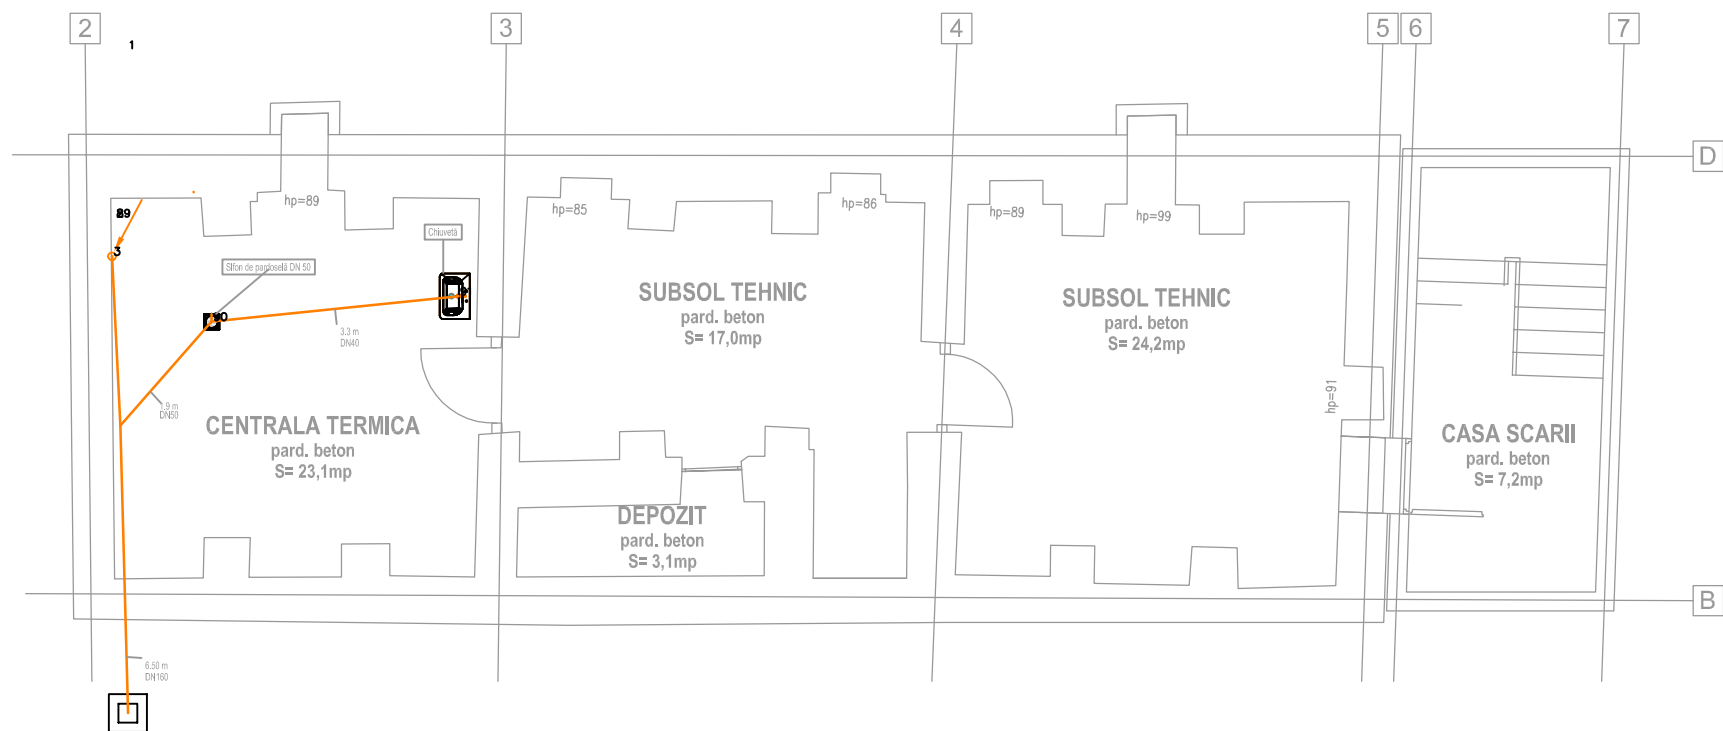 2
3
4
5
6
7
1
D
hp=89
hp=85
hp=86
hp=89
hp=99
3
Chiuvetă
Sifon de pardoselă DN 50
SUBSOL TEHNIC
pard. beton
S= 17,0mp
SUBSOL TEHNIC
pard. beton
S= 24,2mp
3.3 m
DN40
1,9 m
DN50
hp=91
CENTRALA TERMICA
pard. beton
S= 23,1mp
CASA SCARII
pard. beton
S= 7,2mp
DEPOZIT
pard. beton
S= 3,1mp
B
6.50 m
DN160